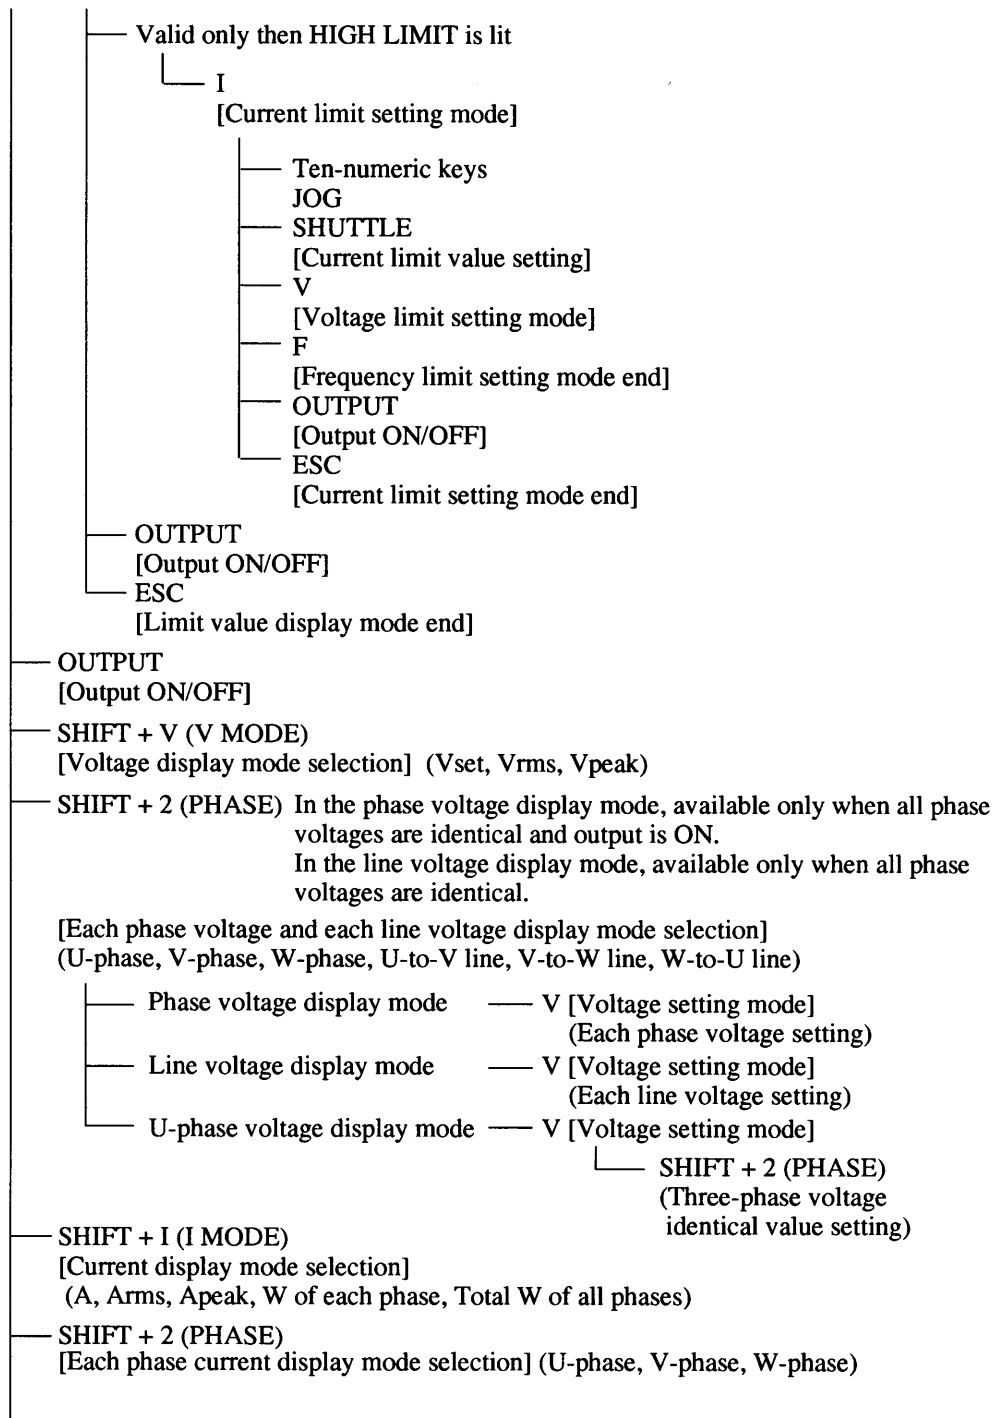 Valid only then HIGH LIMIT is lit
I
[Current limit setting mode]
Ten-numeric keys
JOG
SHUTTLE
[Current limit value setting]
V
[Voltage limit setting mode]
F
[Frequency limit setting mode end]
OUTPUT
[Output ON/OFF]
ESC
[Current limit setting mode end]
OUTPUT
[Output ON/OFF]
ESC
[Limit value display mode end]
OUTPUT
[Output ON/OFF]
SHIFT + V (V MODE)
[Voltage display mode selection] (Vset, Vrms, Vpeak)
SHIFT + 2 (PHASE) In the phase voltage display mode, available only when all phase
voltages are identical and output is ON.
In the line voltage display mode, available only when all phase
voltages are identical.
[Each phase voltage and each line voltage display mode selection]
(U-phase, V-phase, W-phase, U-to-V line, V-to-W line, W-to-U line)
Phase voltage display mode V [Voltage setting mode]
(Each phase voltage setting)
Line voltage display mode V [Voltage setting mode]
(Each line voltage setting)
U-phase voltage display mode V [Voltage setting mode]
SHIFT + 2 (PHASE)
(Three-phase voltage
identical value setting)
SHIFT + I (I MODE)
[Current display mode selection]
(A, Arms, Apeak, W of each phase, Total W of all phases)
SHIFT + 2 (PHASE)
[Each phase current display mode selection] (U-phase, V-phase, W-phase)